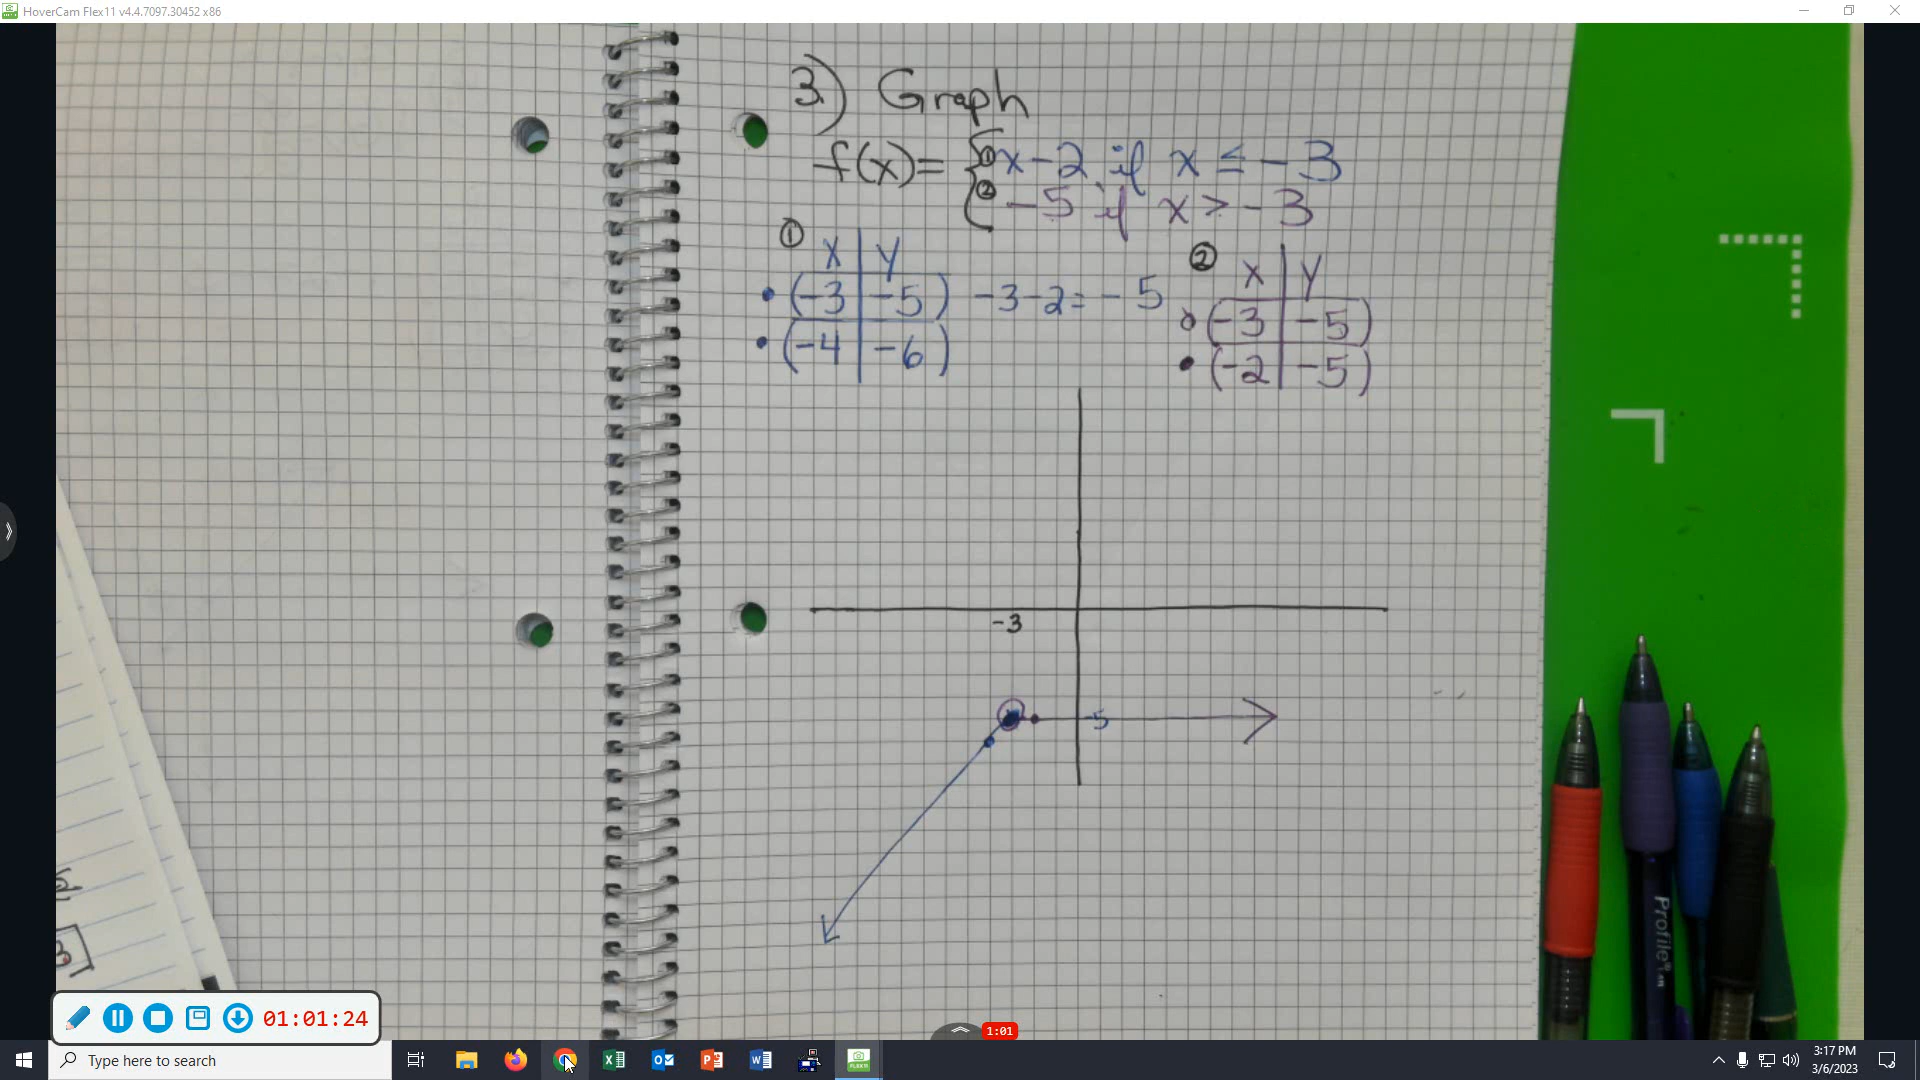 HoverCam Flex11 v4.4.7097.30452 x86
3.) Graph
f(x) = { ① x - 2 if x ≤ -3
② -5 if x > -3
①
x | y
• (-3 | -5) -3 - 2 = -5
• (-4 | -6)
②
x | y
o (-3 | -5)
• (-2 | -5)
-3
-5
Profile
01:01:24
1:01
Type here to search
3:17 PM
3/6/2023